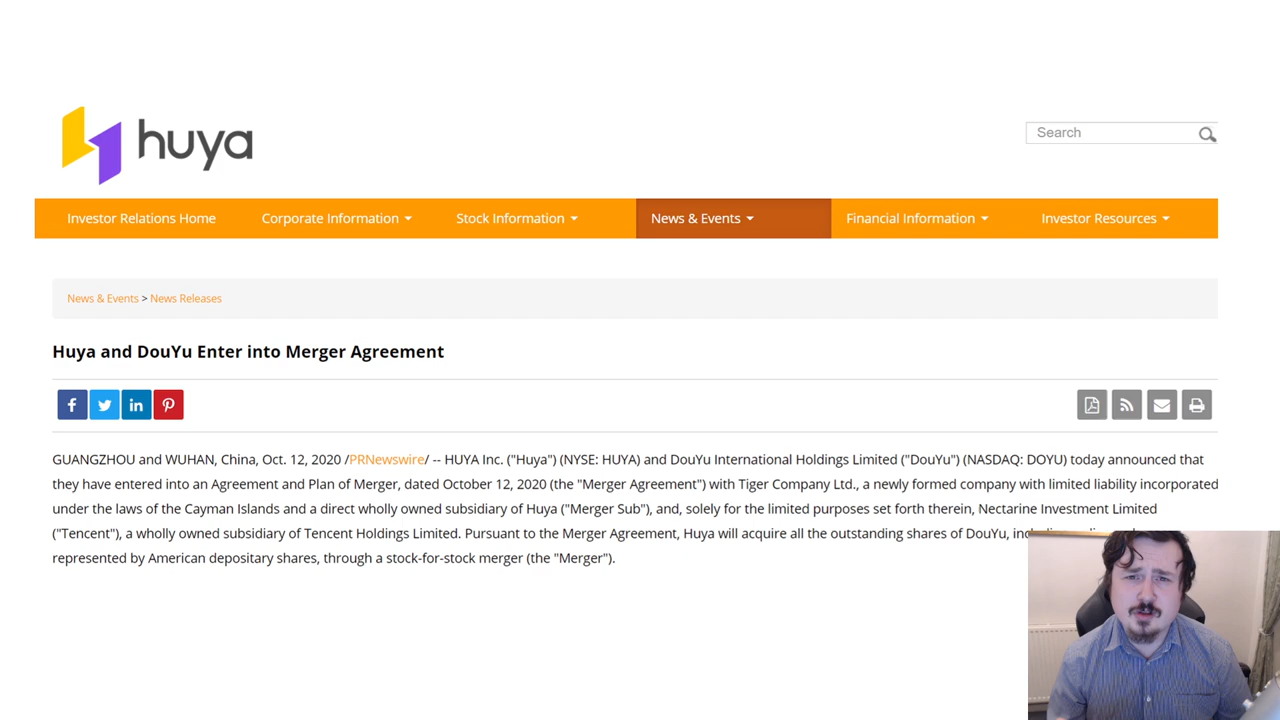 huya
Search
Investor Relations Home Corporate Information Stock Information News & Events Financial Information Investor Resources
News & Events > News Releases
Huya and DouYu Enter into Merger Agreement
GUANGZHOU and WUHAN, China, Oct. 12, 2020 /PRNewswire/ -- HUYA Inc. ("Huya") (NYSE: HUYA) and DouYu International Holdings Limited ("DouYu") (NASDAQ: DOYU) today announced that
they have entered into an Agreement and Plan of Merger, dated October 12, 2020 (the "Merger Agreement") with Tiger Company Ltd., a newly formed company with limited liability incorporated
under the laws of the Cayman Islands and a direct wholly owned subsidiary of Huya ("Merger Sub"), and, solely for the limited purposes set forth therein, Nectarine Investment Limited
("Tencent"), a wholly owned subsidiary of Tencent Holdings Limited. Pursuant to the Merger Agreement, Huya will acquire all the outstanding shares of DouYu,
represented by American depositary shares, through a stock-for-stock merger (the "Merger").